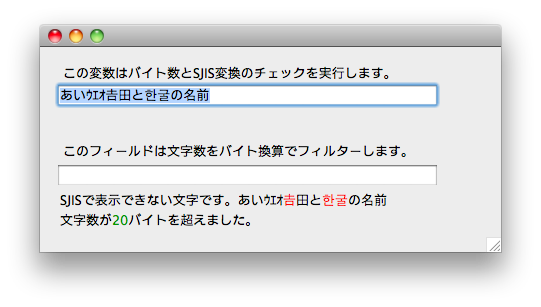 この変数はバイト数とSJIS変換のチェックを実行します。
あいｳｴｵ𠮷田と한굴の名前
このフィールドは文字数をバイト換算でフィルターします。
SJISで表示できない文字です。あいｳｴｵ𠮷田と한굴の名前
文字数が20バイトを超えました。